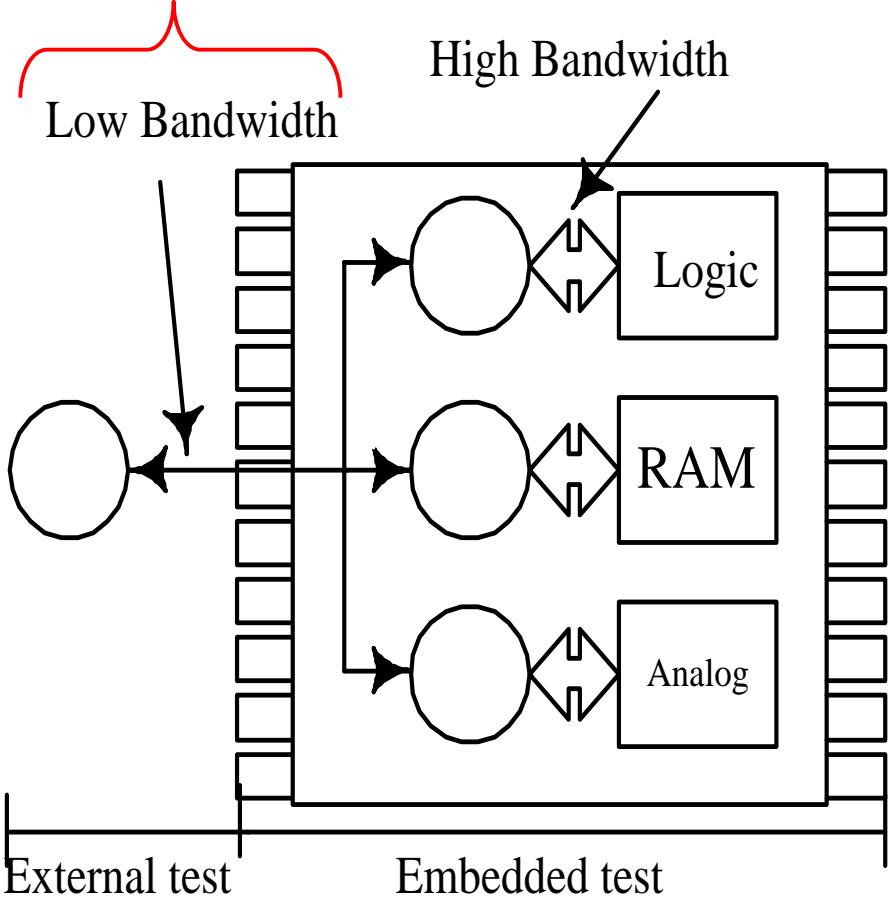 High Bandwidth
Low Bandwidth
Logic
RAM
Analog
External test
Embedded test